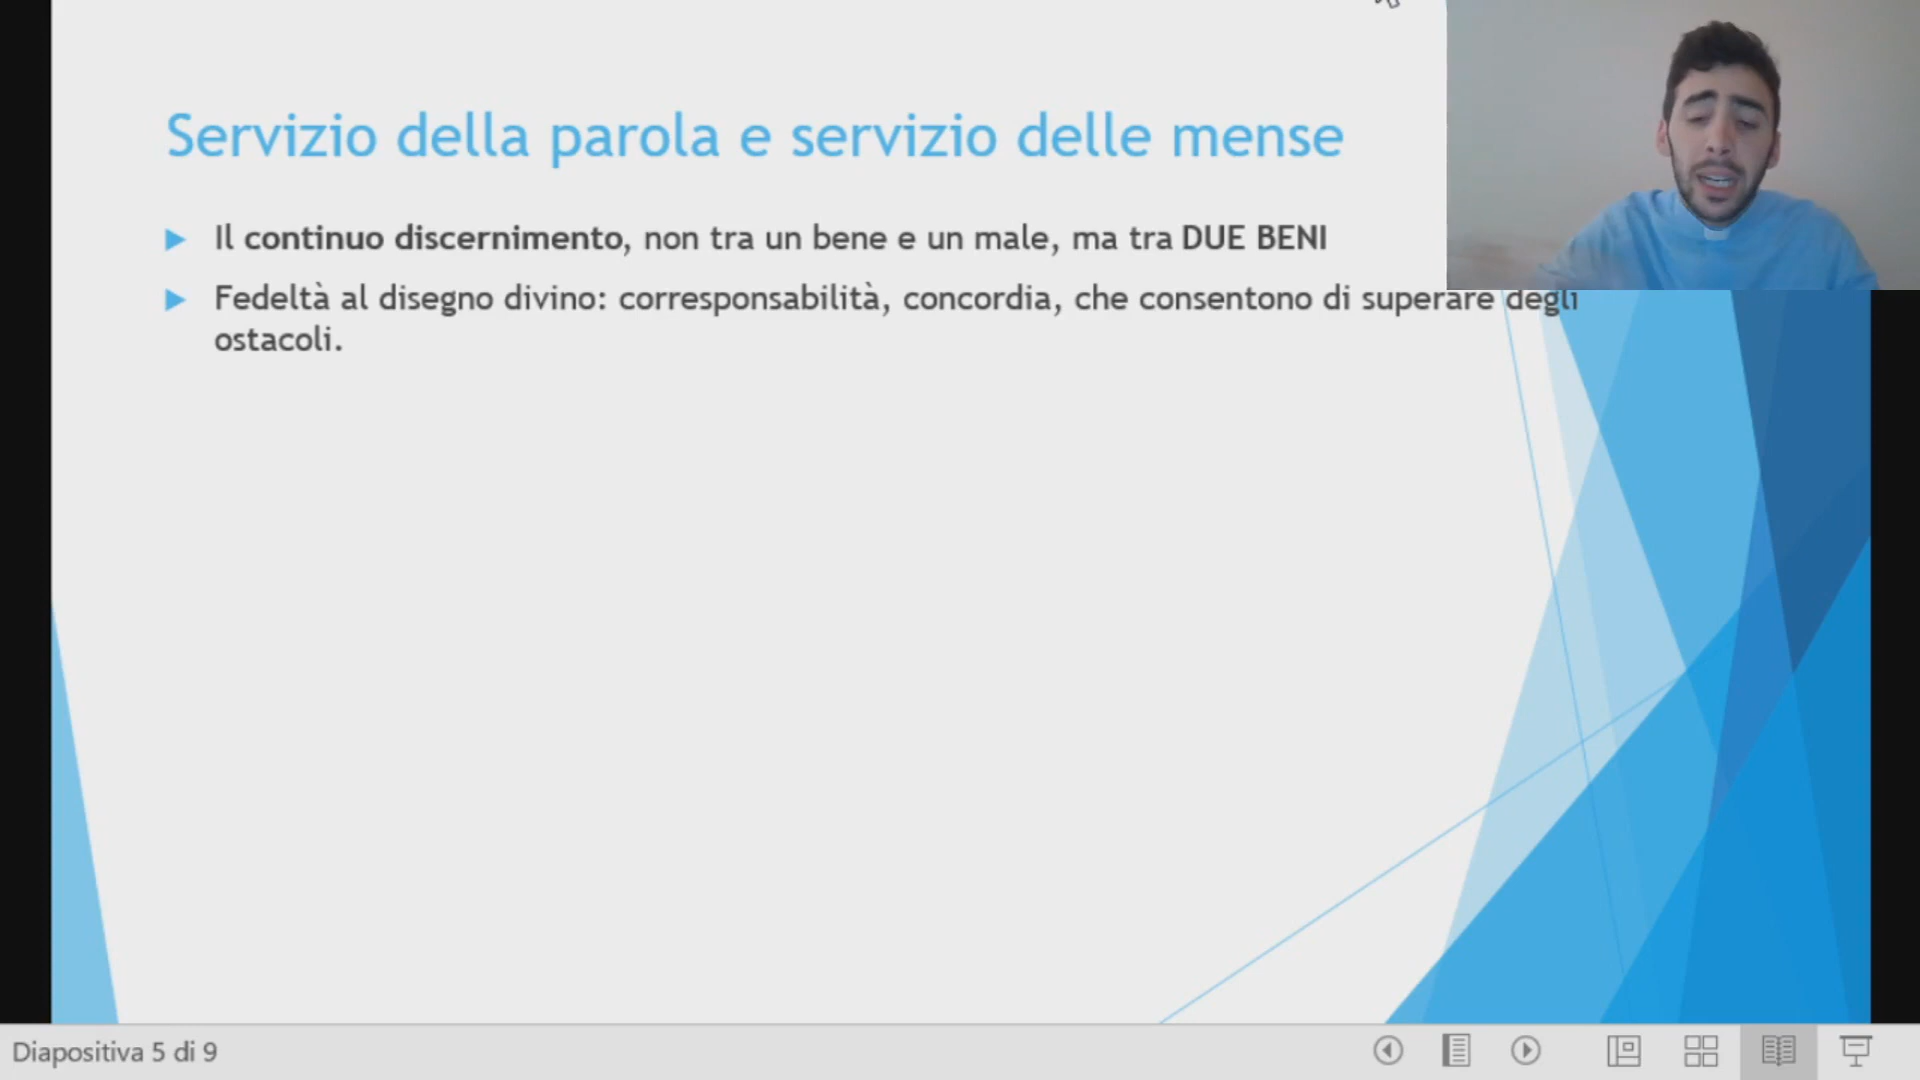 Servizio della parola e servizio delle mense
Il continuo discernimento, non tra un bene e un male, ma tra DUE BENI
Fedeltà al disegno divino: corresponsabilità, concordia, che consentono di superare degli
ostacoli.
Diapositiva 5 di 9